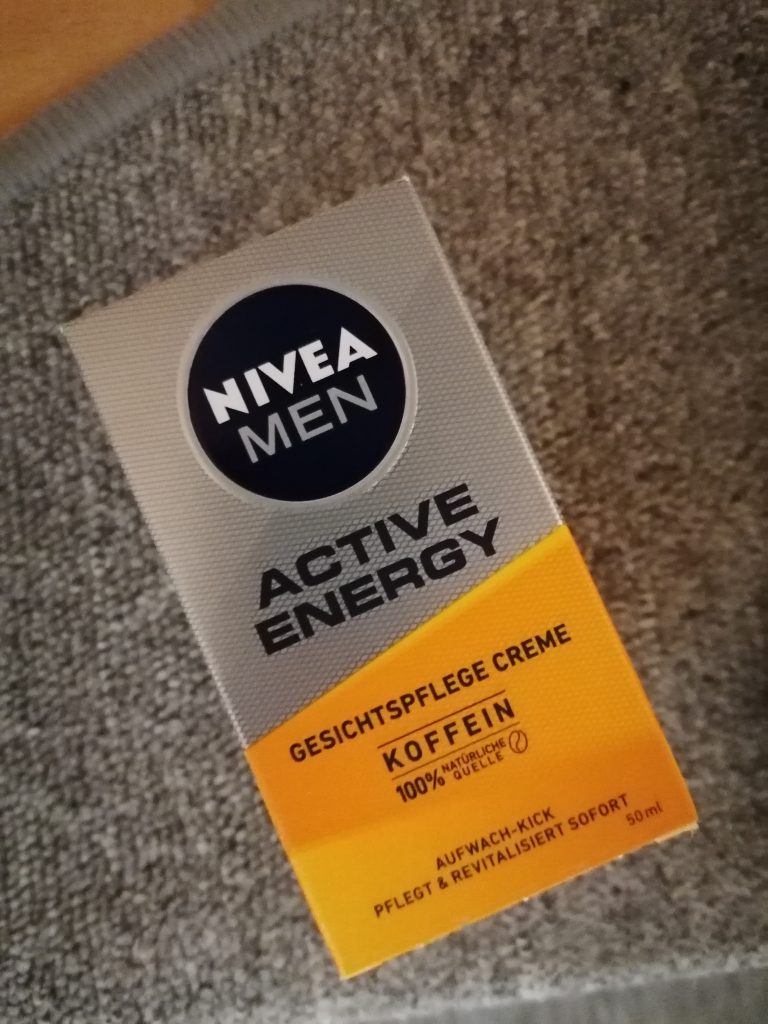 NIVEA
MEN
ACTIVE
ENERGY
GESICHTSPFLEGE CREME
KOFFEIN
100% NATÜRLICHE
QUELLE
AUFWACH-KICK
PFLEGT & REVITALISIERT SOFORT
50ml